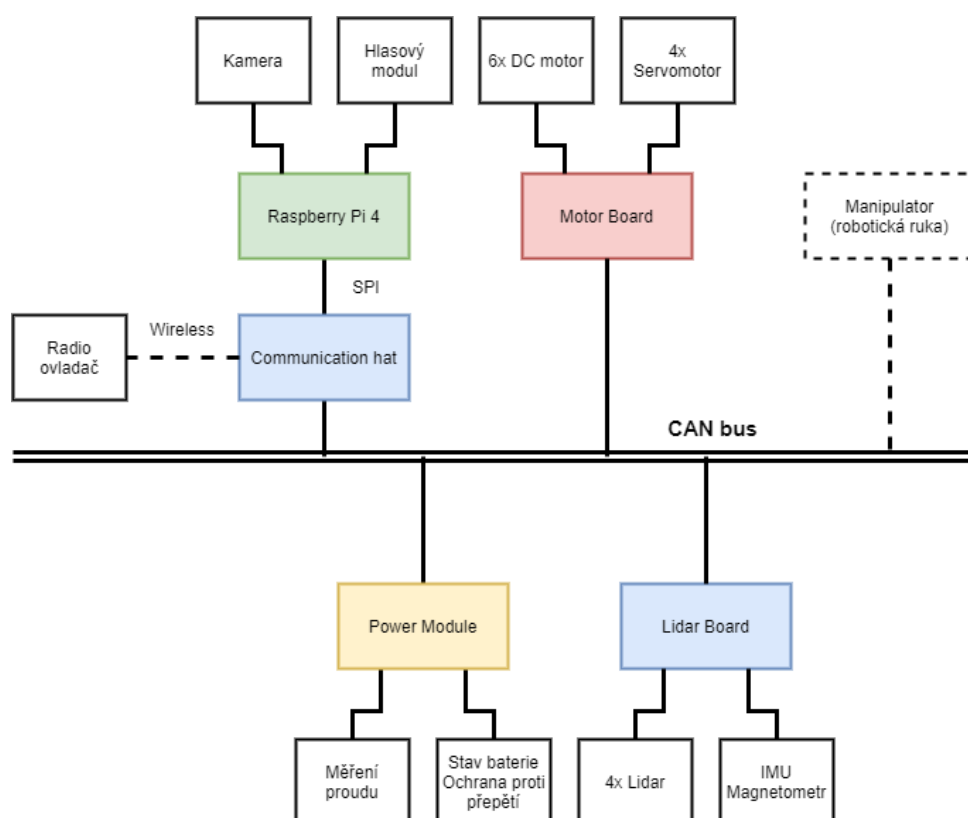 Kamera
Hlasový
modul
6x DC motor
4x
Servomotor
Raspberry Pi 4
Motor Board
Manipulator
(robotická ruka)
SPI
Wireless
Radio
ovladač
Communication hat
CAN bus
Power Module
Lidar Board
Měření
proudu
Stav baterie
Ochrana proti
přepětí
4x Lidar
IMU
Magnetometr